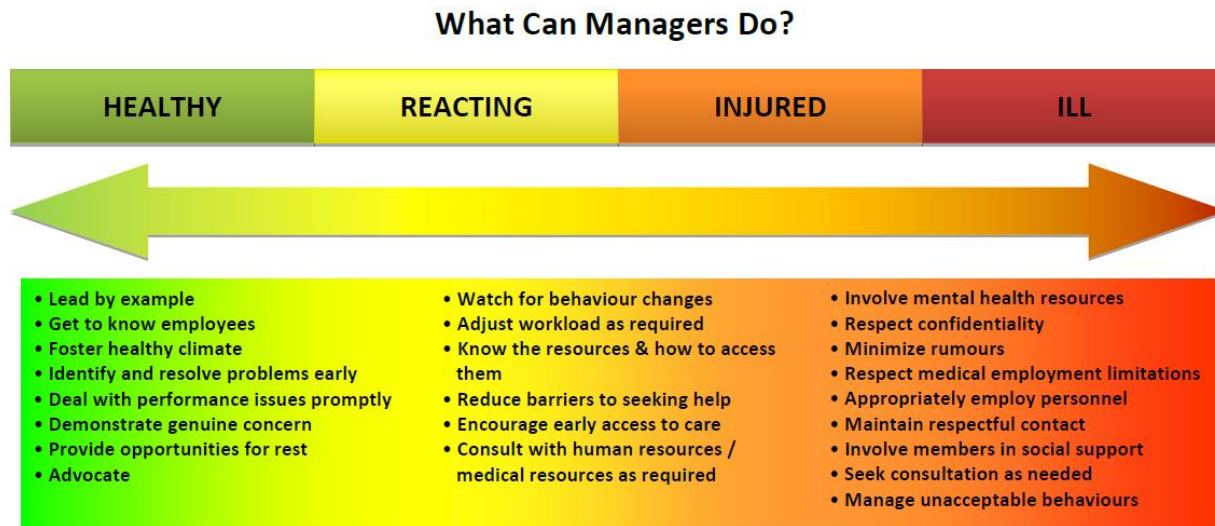 What Can Managers Do?
HEALTHY
REACTING
INJURED
ILL
• Lead by example
• Get to know employees
• Foster healthy climate
• Identify and resolve problems early
• Deal with performance issues promptly
• Demonstrate genuine concern
• Provide opportunities for rest
• Advocate
• Watch for behaviour changes
• Adjust workload as required
• Know the resources & how to access
them
• Reduce barriers to seeking help
• Encourage early access to care
• Consult with human resources /
medical resources as required
• Involve mental health resources
• Respect confidentiality
• Minimize rumours
• Respect medical employment limitations
• Appropriately employ personnel
• Maintain respectful contact
• Involve members in social support
• Seek consultation as needed
• Manage unacceptable behaviours